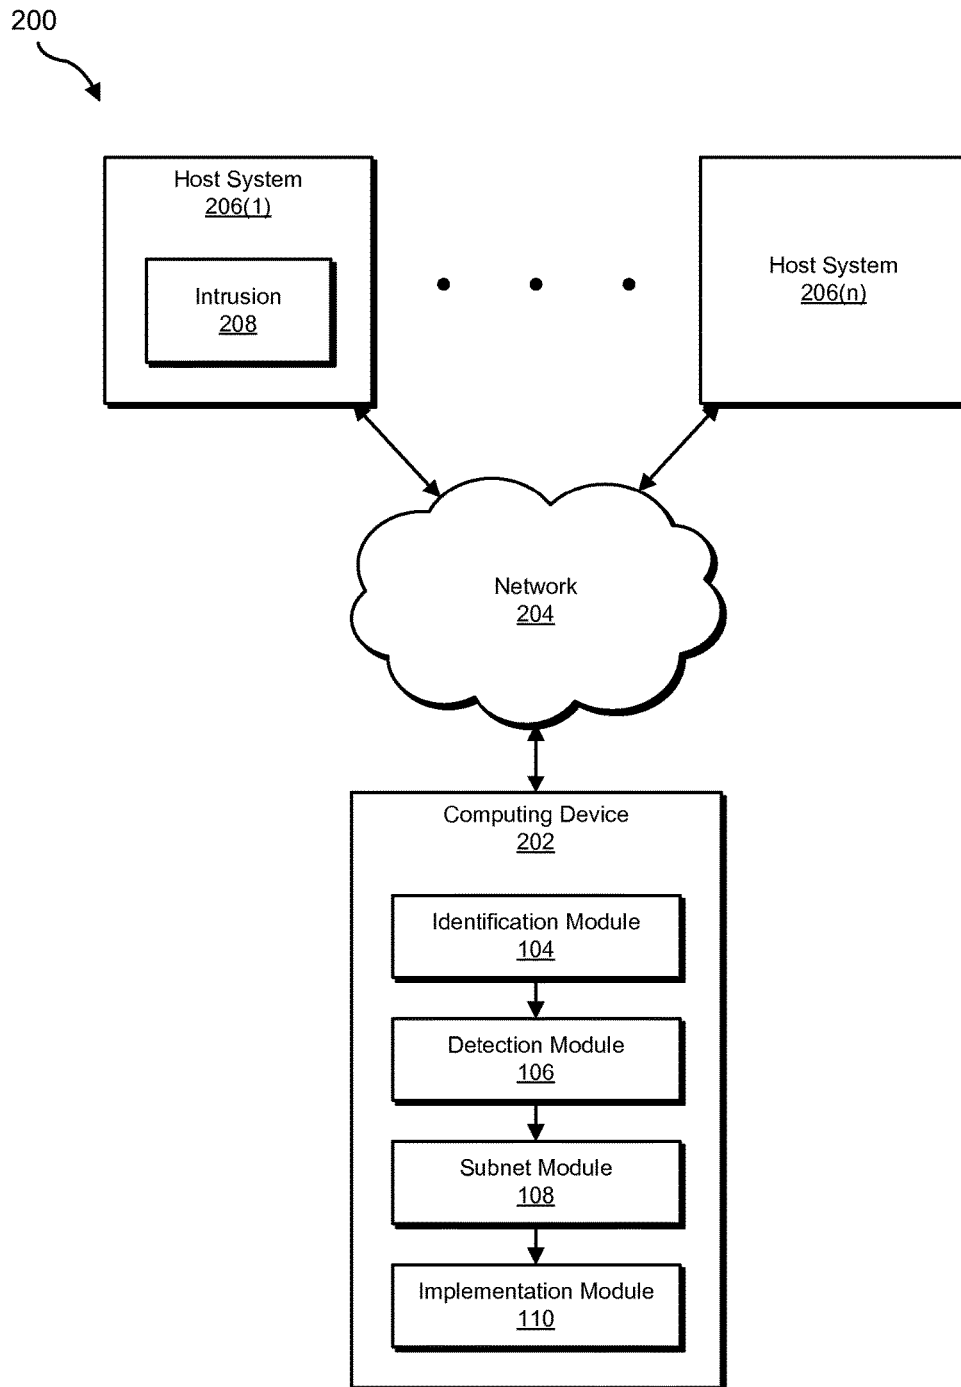 200
Host System
206(1)
Intrusion
208
Host System
206(n)
Network
204
Computing Device
202
Identification Module
104
Detection Module
106
Subnet Module
108
Implementation Module
110